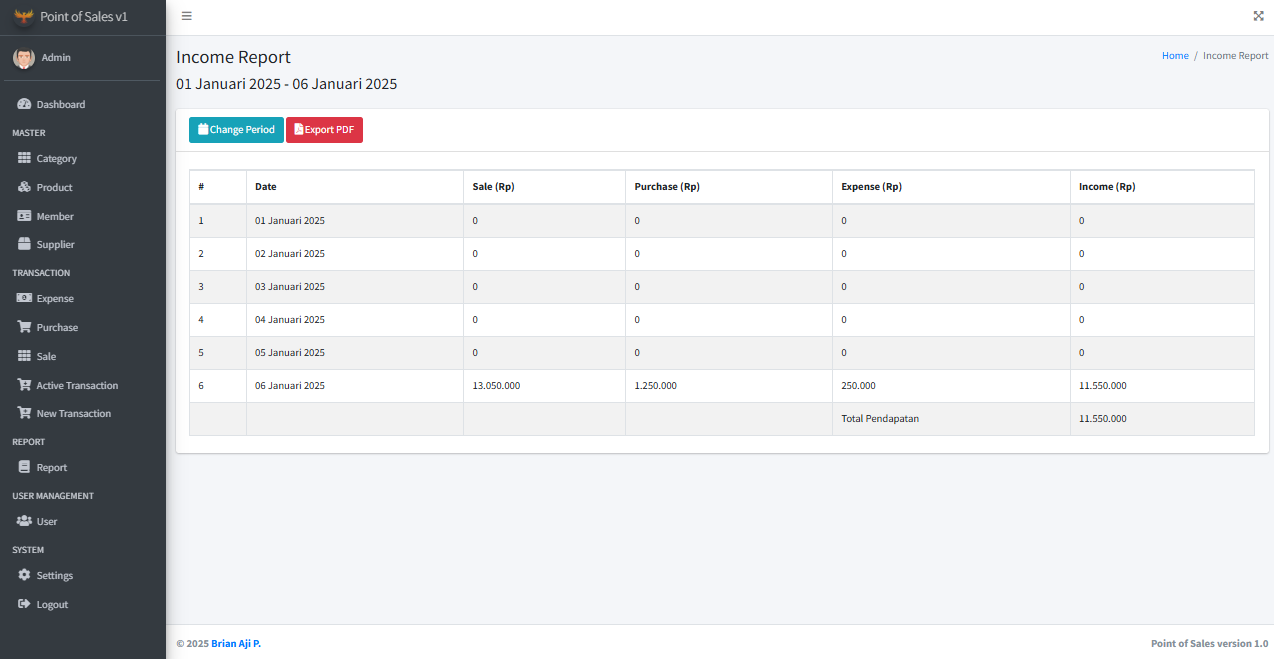 Point of Sales v1
Admin
Dashboard
MASTER
Category
Product
Member
Supplier
TRANSACTION
Expense
Purchase
Sale
Active Transaction
New Transaction
REPORT
Report
USER MANAGEMENT
User
SYSTEM
Settings
Logout
Income Report
Home / Income Report
01 Januari 2025 - 06 Januari 2025
Change Period Export PDF
# Date Sale (Rp) Purchase (Rp) Expense (Rp) Income (Rp)
1 01 Januari 2025 0 0 0 0
2 02 Januari 2025 0 0 0 0
3 03 Januari 2025 0 0 0 0
4 04 Januari 2025 0 0 0 0
5 05 Januari 2025 0 0 0 0
6 06 Januari 2025 13.050.000 1.250.000 250.000 11.550.000
Total Pendapatan 11.550.000
© 2025 Brian Aji P.
Point of Sales version 1.0